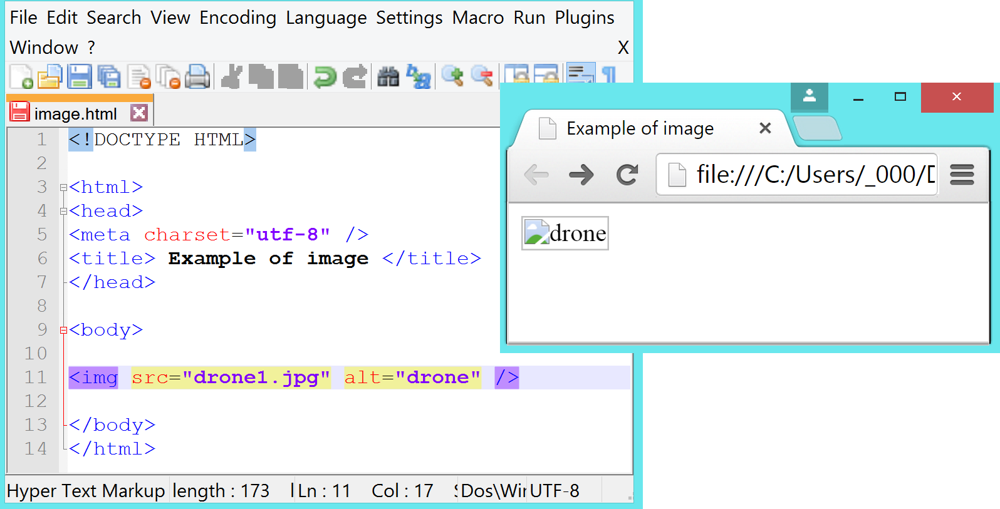 File Edit Search View Encoding Language Settings Macro Run Plugins
Window ? X
image.html
1 <!DOCTYPE HTML>
2
3 <html>
4 <head>
5 <meta charset="utf-8" />
6 <title> Example of image </title>
7 </head>
8
9 <body>
10
11 <img src="drone1.jpg" alt="drone" />
12
13 </body>
14 </html>
Hyper Text Markup length : 173 l Ln : 11 Col : 17 Dos\Wir UTF-8
Example of image
file:///C:/Users/_000/D
drone